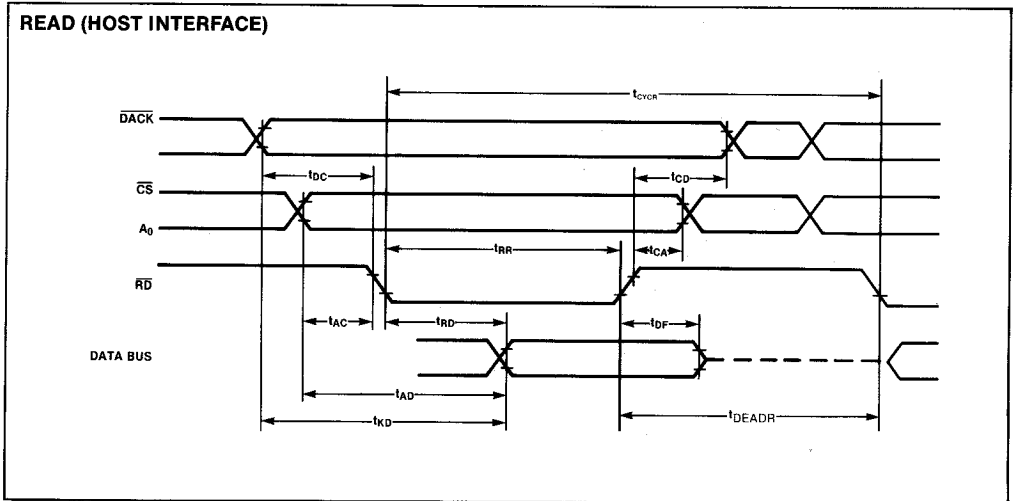 READ (HOST INTERFACE)
tCYCR
DACK
tDC
tCD
CS
A0
tRR
tCA
RD
tAC
tRD
tDF
DATA BUS
tAD
tKD
tDEADR